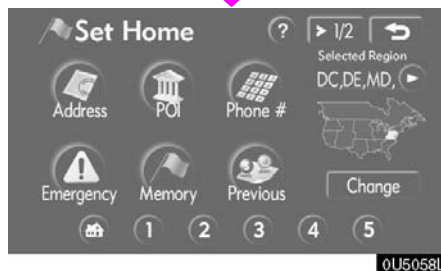 Set Home
?
> 1/2
Selected Region
DC,DE,MD,
Address
POI
Phone #
Emergency
Memory
Previous
Change
1
2
3
4
5
0U5058L